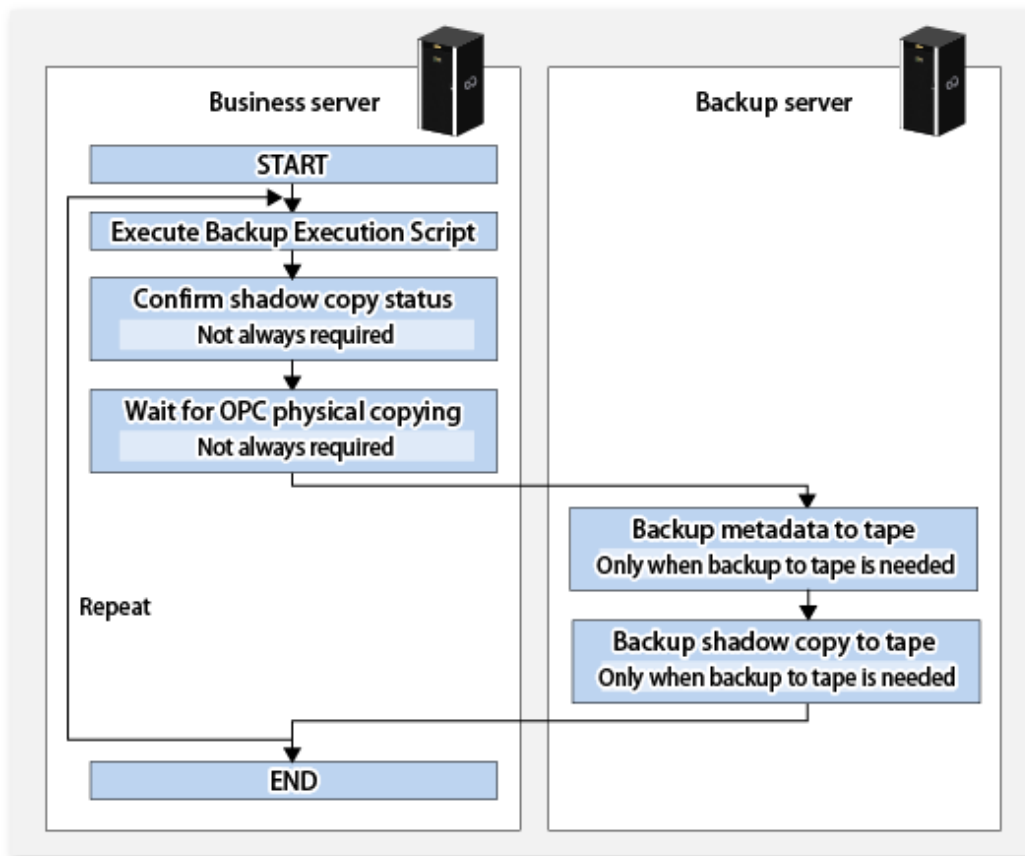 Business server
Backup server
START
Execute Backup Execution Script
Confirm shadow copy status
Not always required
Wait for OPC physical copying
Not always required
Backup metadata to tape
Only when backup to tape is needed
Repeat
Backup shadow copy to tape
Only when backup to tape is needed
END